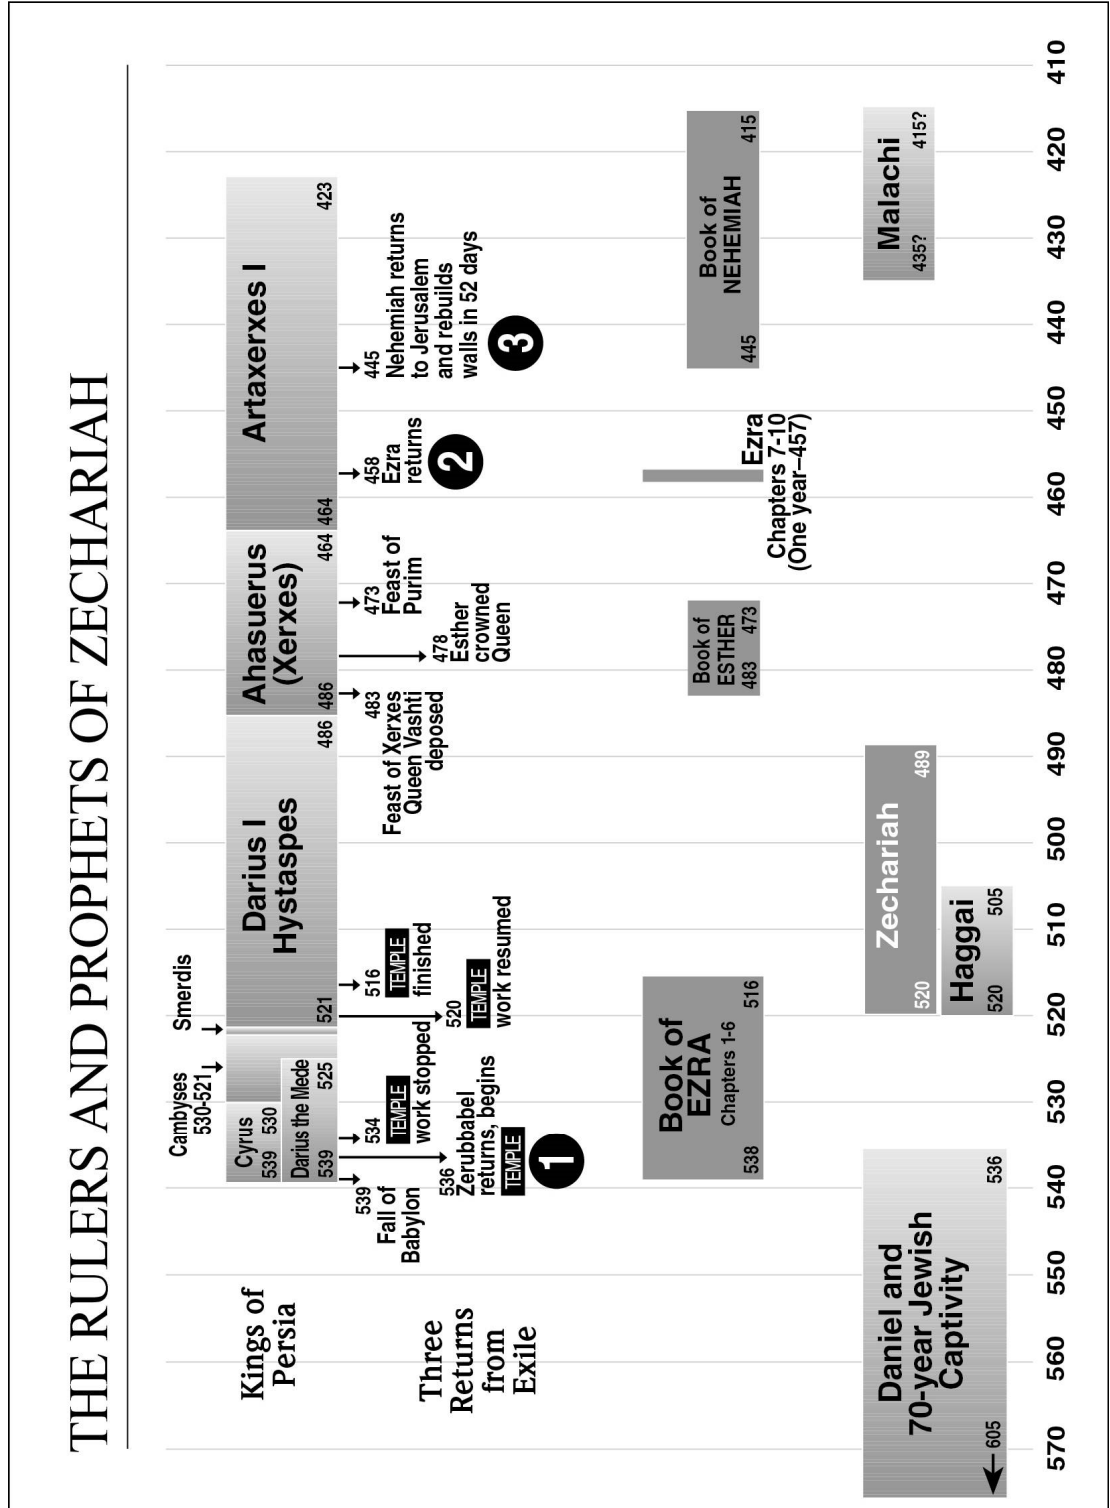 THE RULERS AND PROPHETS OF ZECHARIAH
Kings of
Persia
Cambyses
530-521
Smerdis
Cyrus
539 530
Darius the Mede
539 525
Darius I
Hystaspes
521 486
Ahasuerus
(Xerxes)
486 464
Artaxerxes I
464 423
Three
Returns
from
Exile
539
Fall of
Babylon
536
Zerubbabel
returns, begins
TEMPLE
1
534
TEMPLE
work stopped
520
TEMPLE
work resumed
516
TEMPLE
finished
483
Feast of Xerxes
Queen Vashti
deposed
478
Esther
crowned
Queen
473
Feast of
Purim
458
Ezra
returns
2
445
Nehemiah returns
to Jerusalem
and rebuilds
walls in 52 days
3
Book of
EZRA
Chapters 1-6
538 516
Book of
ESTHER
483 473
Ezra
Chapters 7-10
(One year–457)
Book of
NEHEMIAH
445 415
Daniel and
70-year Jewish
Captivity
605 536
Zechariah
520 489
Haggai
520 505
Malachi
435? 415?
570 560 550 540 530 520 510 500 490 480 470 460 450 440 430 420 410